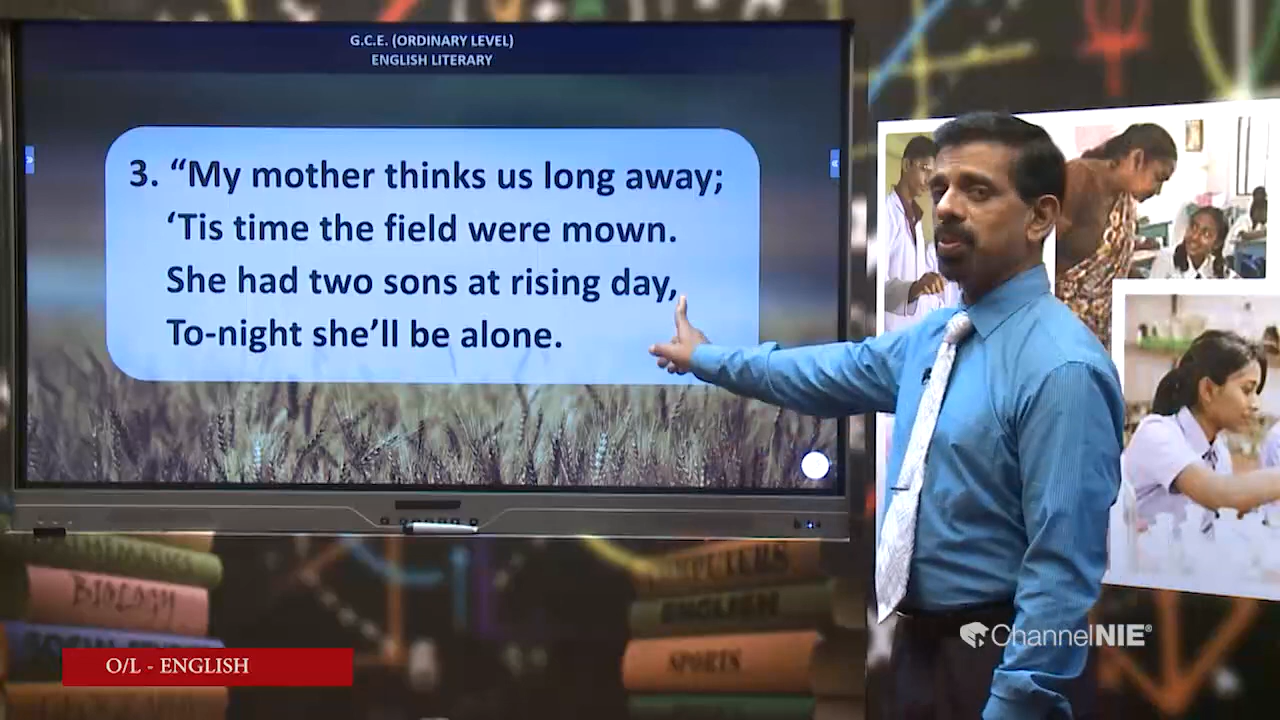 G.C.E. (ORDINARY LEVEL)
ENGLISH LITERARY
3. “My mother thinks us long away;
‘Tis time the field were mown.
She had two sons at rising day,
To-night she’ll be alone.
BIOLOGY
COMPUTERS
ENGLISH
SPORTS
ChannelNIE®
O/L - ENGLISH